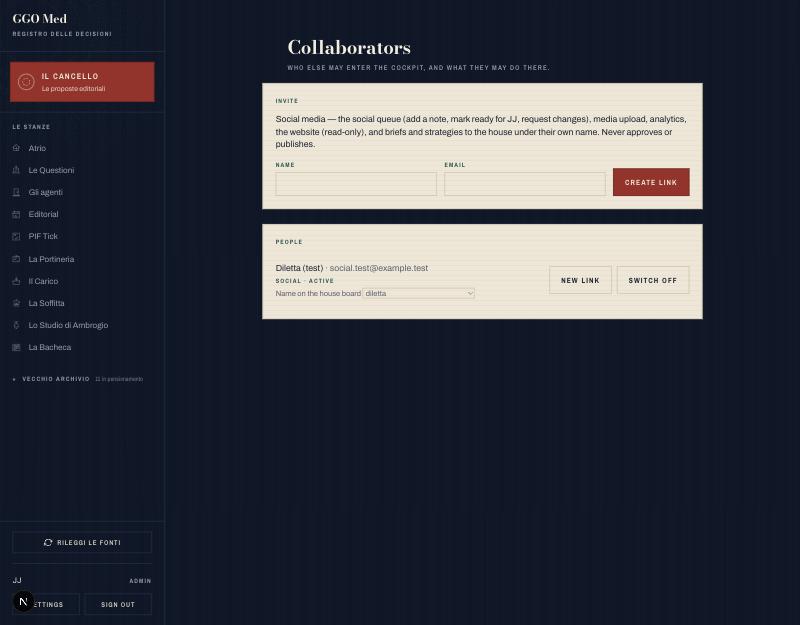 GGO Med
REGISTRO DELLE DECISIONI
IL CANCELLO
Le proposte editoriali
LE STANZE
Atrio
Le Questioni
Gli agenti
Editorial
PIF Tick
La Portineria
Il Carico
La Soffitta
Lo Studio di Ambrogio
La Bacheca
VECCHIO ARCHIVIO 11 in pensionamento
RILEGGI LE FONTI
JJ ADMIN
N ETTINGS SIGN OUT
Collaborators
WHO ELSE MAY ENTER THE COCKPIT, AND WHAT THEY MAY DO THERE.
INVITE
Social media — the social queue (add a note, mark ready for JJ, request changes), media upload, analytics,
the website (read-only), and briefs and strategies to the house under their own name. Never approves or
publishes.
NAME EMAIL
CREATE LINK
PEOPLE
Diletta (test) · social.test@example.test
SOCIAL · ACTIVE
Name on the house board diletta
NEW LINK SWITCH OFF